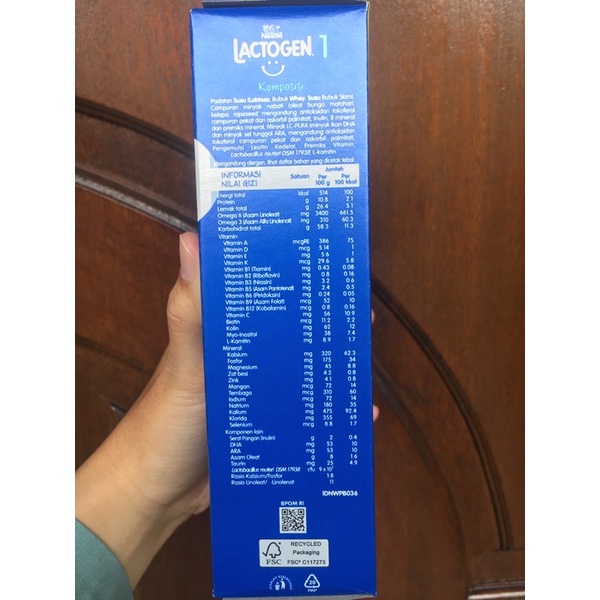 Nestlé
LACTOGEN 1
Komposisi
Padatan Susu (Laktosa, Bubuk Whey, Susu Bubuk Skim),
Campuran minyak nabati (oleat bunga matahari,
kelapa, rapeseed mengandung antioksidan tokoferol
campuran pekat dan askorbil palmitat), Inulin, 8 mineral
dan premiks mineral, Minyak LC-PUFA (minyak ikan DHA
dan minyak sel tunggal ARA, mengandung antioksidan
tokoferol campuran pekat dan askorbil palmitat),
Pengemulsi Lesitin Kedelai, Premiks Vitamin,
Lactobacillus reuteri DSM 17938, L-karnitin
Mengandung alergen, lihat daftar bahan yang dicetak tebal
INFORMASI NILAI GIZI Satuan Jumlah
Per 100 g Per 100 kkal
Energi total kkal 514 100
Protein g 10.8 2.1
Lemak total g 26.4 5.1
Omega 6 (Asam Linoleat) mg 3400 661.5
Omega 3 (Asam Alfa Linolenat) mg 310 60.3
Karbohidrat total g 58.3 11.3
Vitamin
Vitamin A mcgRE 386 75
Vitamin D mcg 5.14 1
Vitamin E mg 5.6 1
Vitamin K mcg 29.6 5.8
Vitamin B1 (Tiamin) mg 0.43 0.08
Vitamin B2 (Riboflavin) mg 0.8 0.16
Vitamin B3 (Niasin) mg 3.2 0.6
Vitamin B5 (Asam Pantotenat) mg 2.4 0.5
Vitamin B6 (Piridoksin) mg 0.24 0.05
Vitamin B9 (Asam Folat) mcg 52 10
Vitamin B12 (Kobalamin) mcg 0.8 0.16
Vitamin C mg 56 10.9
Biotin mcg 11.2 2.2
Kolin mg 62 12
Myo-Inositol mg 38 7.4
L-Karnitin mg 8.9 1.7
Mineral
Kalsium mg 320 62.3
Fosfor mg 175 34
Magnesium mg 45 8.8
Zat besi mg 4.2 0.8
Zink mg 4.1 0.8
Mangan mcg 72 14
Tembaga mcg 310 60
Iodium mcg 72 14
Natrium mg 180 35
Kalium mg 475 92.4
Klorida mg 355 69
Selenium mcg 8.8 1.7
Komponen lain
Serat Pangan (Inulin) g 2 0.4
DHA mg 53 10
ARA mg 53 10
Asam Oleat g 8 1.6
Taurin mg 25 4.9
Lactobacillus reuteri DSM 17938 cfu
Rasio Kalsium/Fosfor 1.8
Rasio Linoleat/ -Linolenat 11
IDNWPB036
BPOM RI
RECYCLED
Packaging
FSC
FSC® C117273
20
PAP